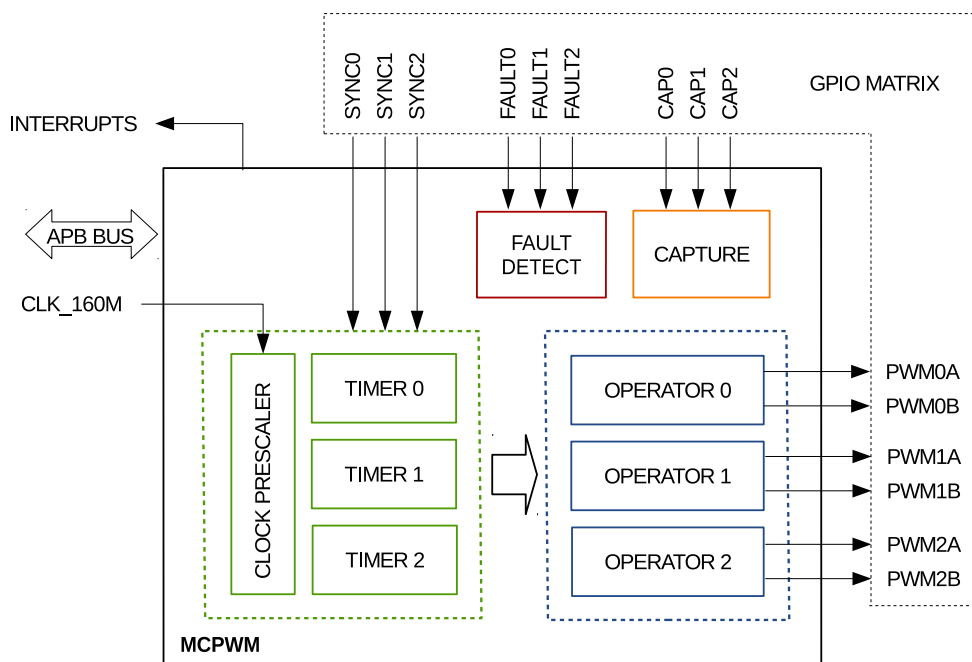 SYNC0
SYNC1
SYNC2
FAULT0
FAULT1
FAULT2
CAP0
CAP1
CAP2
GPIO MATRIX
INTERRUPTS
APB BUS
CLK_160M
FAULT
DETECT
CAPTURE
CLOCK PRESCALER
TIMER 0
TIMER 1
TIMER 2
OPERATOR 0
OPERATOR 1
OPERATOR 2
PWM0A
PWM0B
PWM1A
PWM1B
PWM2A
PWM2B
MCPWM